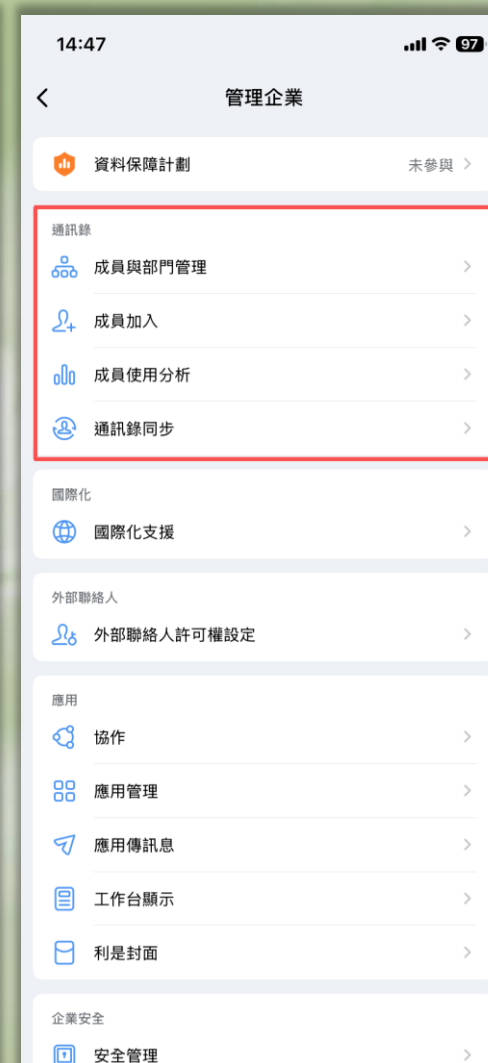 14:47
97
管理企業
資料保障計劃
未參與
通訊錄
成員與部門管理
成員加入
成員使用分析
通訊錄同步
國際化
國際化支援
外部聯絡人
外部聯絡人許可權設定
應用
協作
應用管理
應用傳訊息
工作台顯示
利是封面
企業安全
安全管理